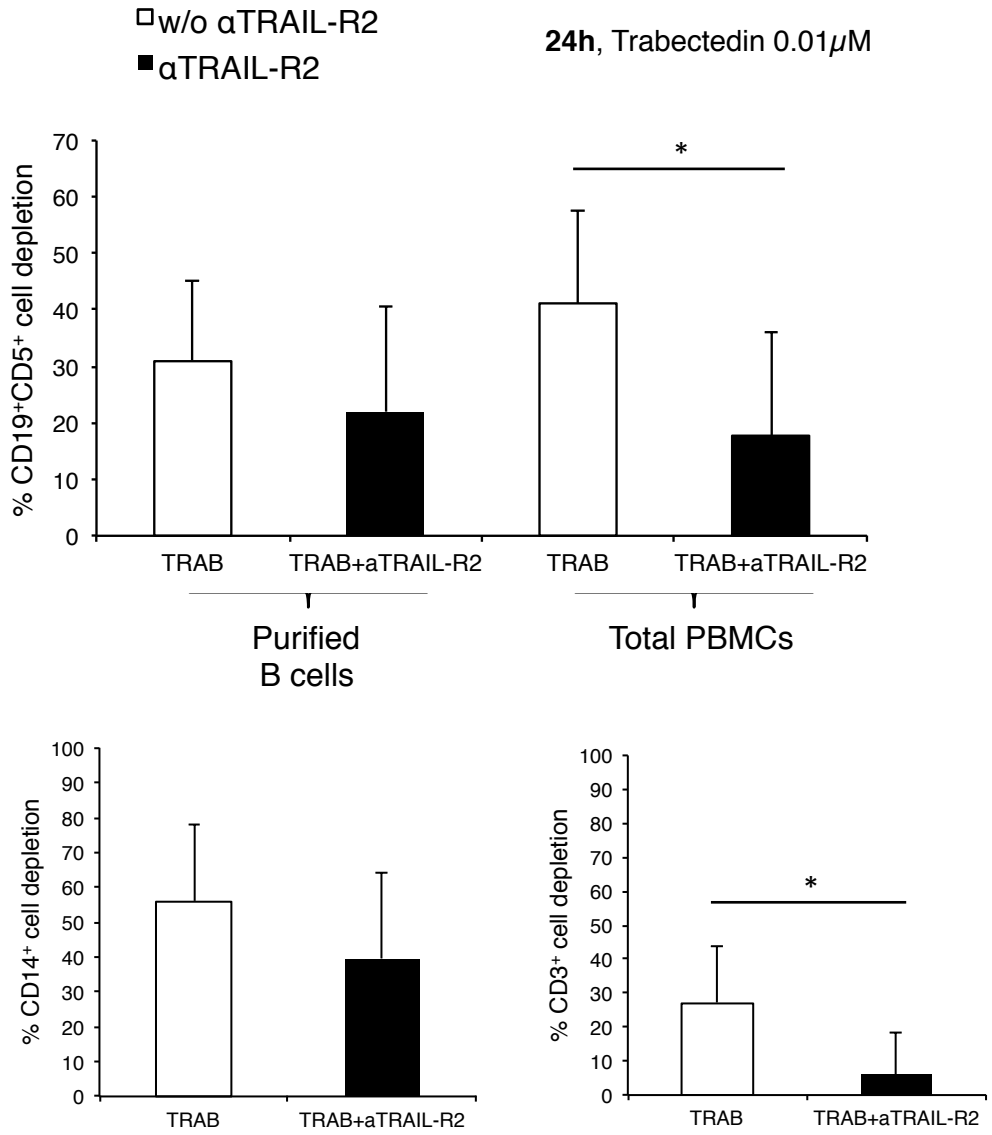 w/o αTRAIL-R2
αTRAIL-R2
24h, Trabectedin 0.01µM
% CD19⁺CD5⁺ cell depletion
70
60
50
40
30
20
10
0
*
TRAB
TRAB+aTRAIL-R2
TRAB
TRAB+aTRAIL-R2
Purified
B cells
Total PBMCs
% CD14⁺ cell depletion
100
90
80
70
60
50
40
30
20
10
0
TRAB
TRAB+aTRAIL-R2
% CD3⁺ cell depletion
100
90
80
70
60
50
40
30
20
10
0
*
TRAB
TRAB+aTRAIL-R2